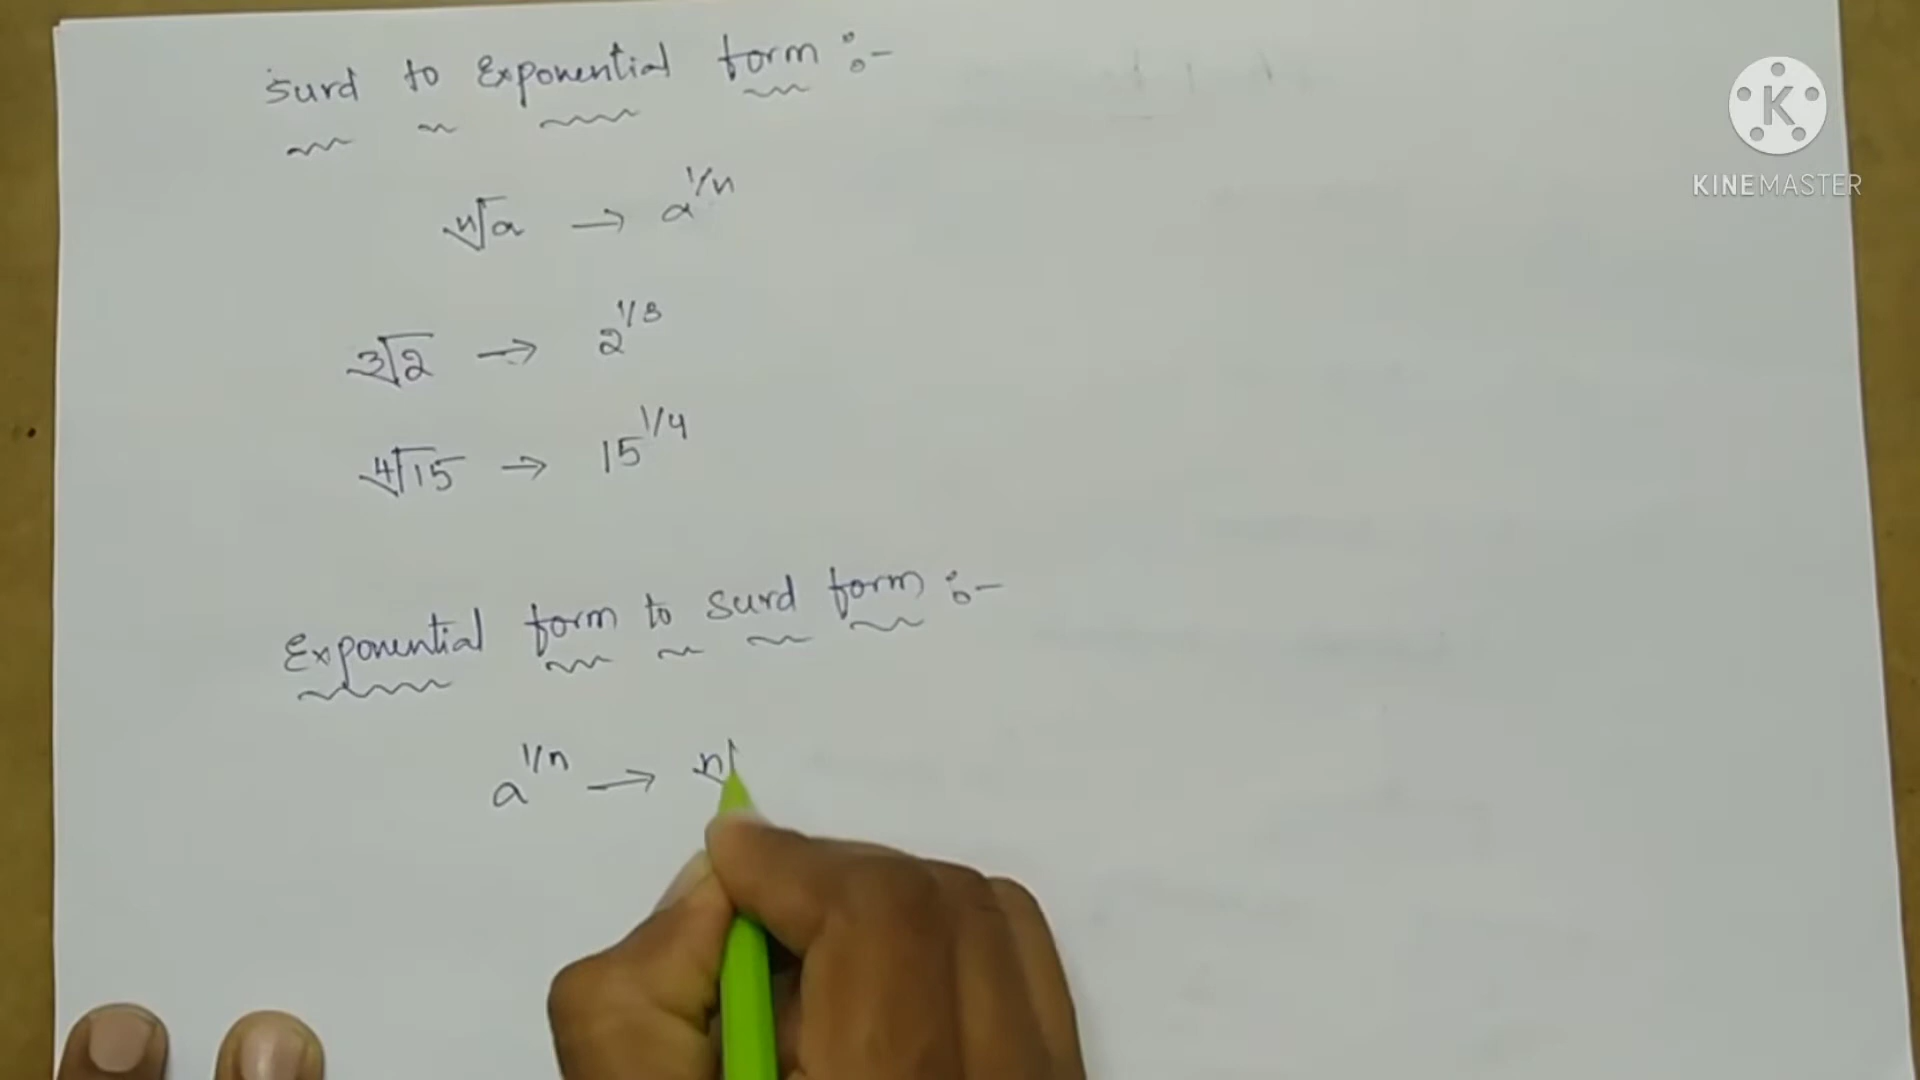 Surd to Exponential form :-
K
KINEMASTER
ⁿ√a → a^1/n
³√2 → 2^1/3
⁴√15 → 15^1/4
Exponential form to surd form :-
a^1/n → ⁿ√